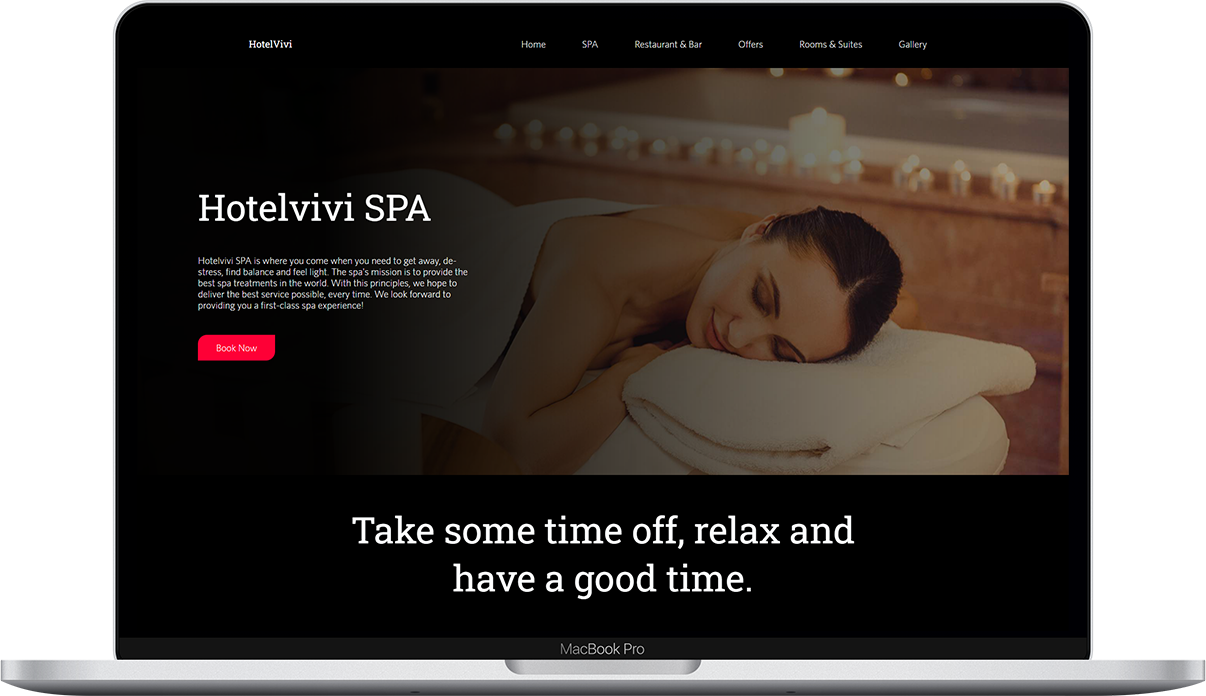 HotelVivi
Home SPA Restaurant & Bar Offers Rooms & Suites Gallery
Hotelvivi SPA
Hotelvivi SPA is where you come when you need to get away, de-
stress, find balance and feel light. The spa's mission is to provide the
best spa treatments in the world. With this principles, we hope to
deliver the best service possible, every time. We look forward to
providing you a first-class spa experience!
Book Now
Take some time off, relax and
have a good time.
MacBook Pro